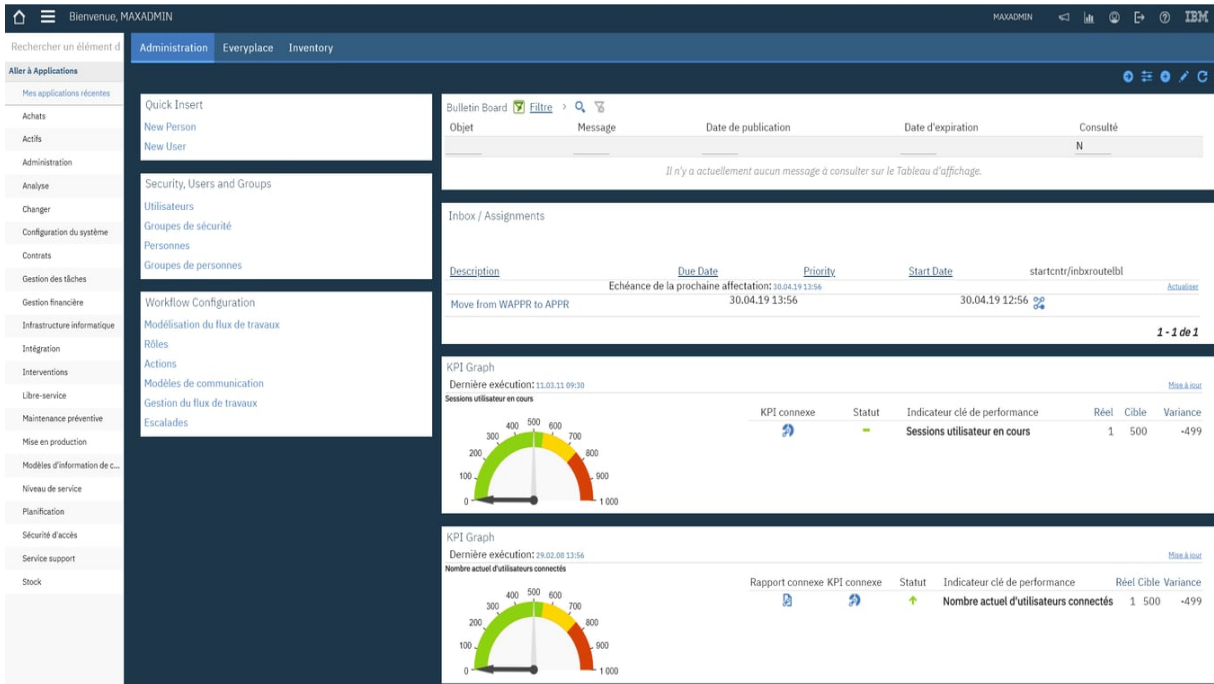 Bienvenue, MAXADMIN
MAXADMIN
IBM
Rechercher un élément d
Administration Everyplace Inventory
Aller à Applications
Mes applications récentes
Achats
Actifs
Administration
Analyse
Changer
Configuration du système
Contrats
Gestion des tâches
Gestion financière
Infrastructure informatique
Intégration
Interventions
Libre-service
Maintenance préventive
Mise en production
Modèles d'information de c...
Niveau de service
Planification
Sécurité d'accès
Service support
Stock
Quick Insert
New Person
New User
Security, Users and Groups
Utilisateurs
Groupes de sécurité
Personnes
Groupes de personnes
Workflow Configuration
Modélisation du flux de travaux
Rôles
Actions
Modèles de communication
Gestion du flux de travaux
Escalades
Bulletin Board Filtre >
Objet Message Date de publication Date d'expiration Consulté
N
Il n'y a actuellement aucun message à consulter sur le Tableau d'affichage.
Inbox / Assignments
Description Due Date Priority Start Date startcntr/inbxroutelbl
Echéance de la prochaine affectation: 30.04.19 13:56 Actualiser
Move from WAPPR to APPR 30.04.19 13:56 30.04.19 12:56
1 - 1 de 1
KPI Graph
Dernière exécution: 11.03.11 09:30 Mise à jour
Sessions utilisateur en cours
0 100 200 300 400 500 600 700 800 900 1 000
KPI connexe Statut Indicateur clé de performance Réel Cible Variance
Sessions utilisateur en cours 1 500 -499
KPI Graph
Dernière exécution: 29.02.08 13:56 Mise à jour
Nombre actuel d'utilisateurs connectés
0 100 200 300 400 500 600 700 800 900 1 000
Rapport connexe KPI connexe Statut Indicateur clé de performance Réel Cible Variance
Nombre actuel d'utilisateurs connectés 1 500 -499